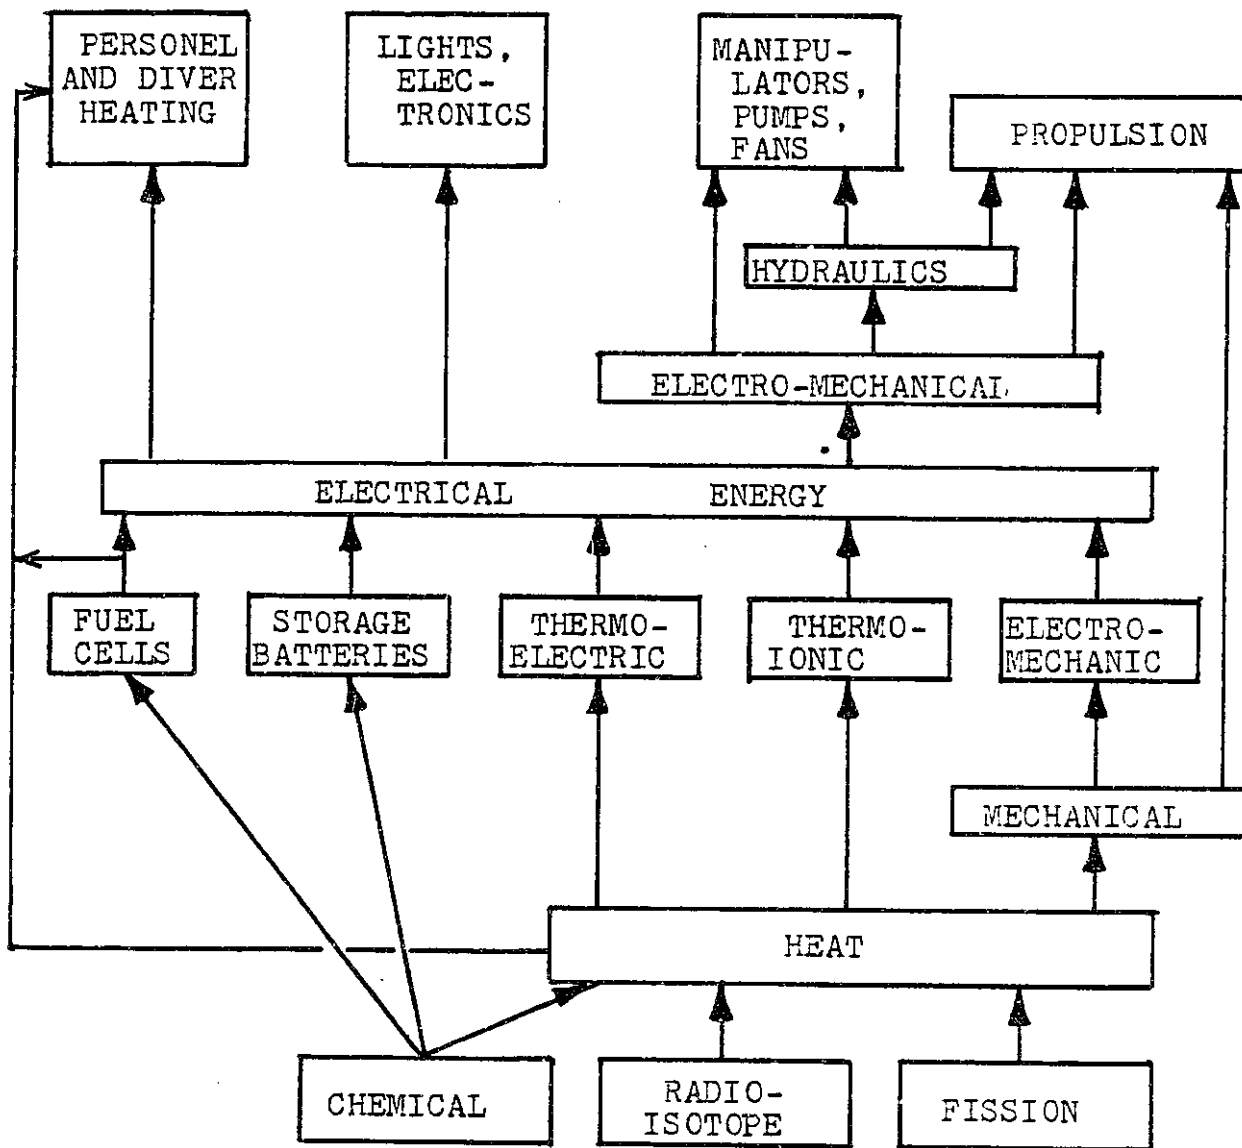 PERSONEL
AND DIVER
HEATING
LIGHTS,
ELEC-
TRONICS
MANIPU-
LATORS,
PUMPS,
FANS
PROPULSION
HYDRAULICS
ELECTRO-MECHANICAL
ELECTRICAL ENERGY
FUEL
CELLS
STORAGE
BATTERIES
THERMO-
ELECTRIC
THERMO-
IONIC
ELECTRO-
MECHANIC
MECHANICAL
HEAT
CHEMICAL
RADIO-
ISOTOPE
FISSION